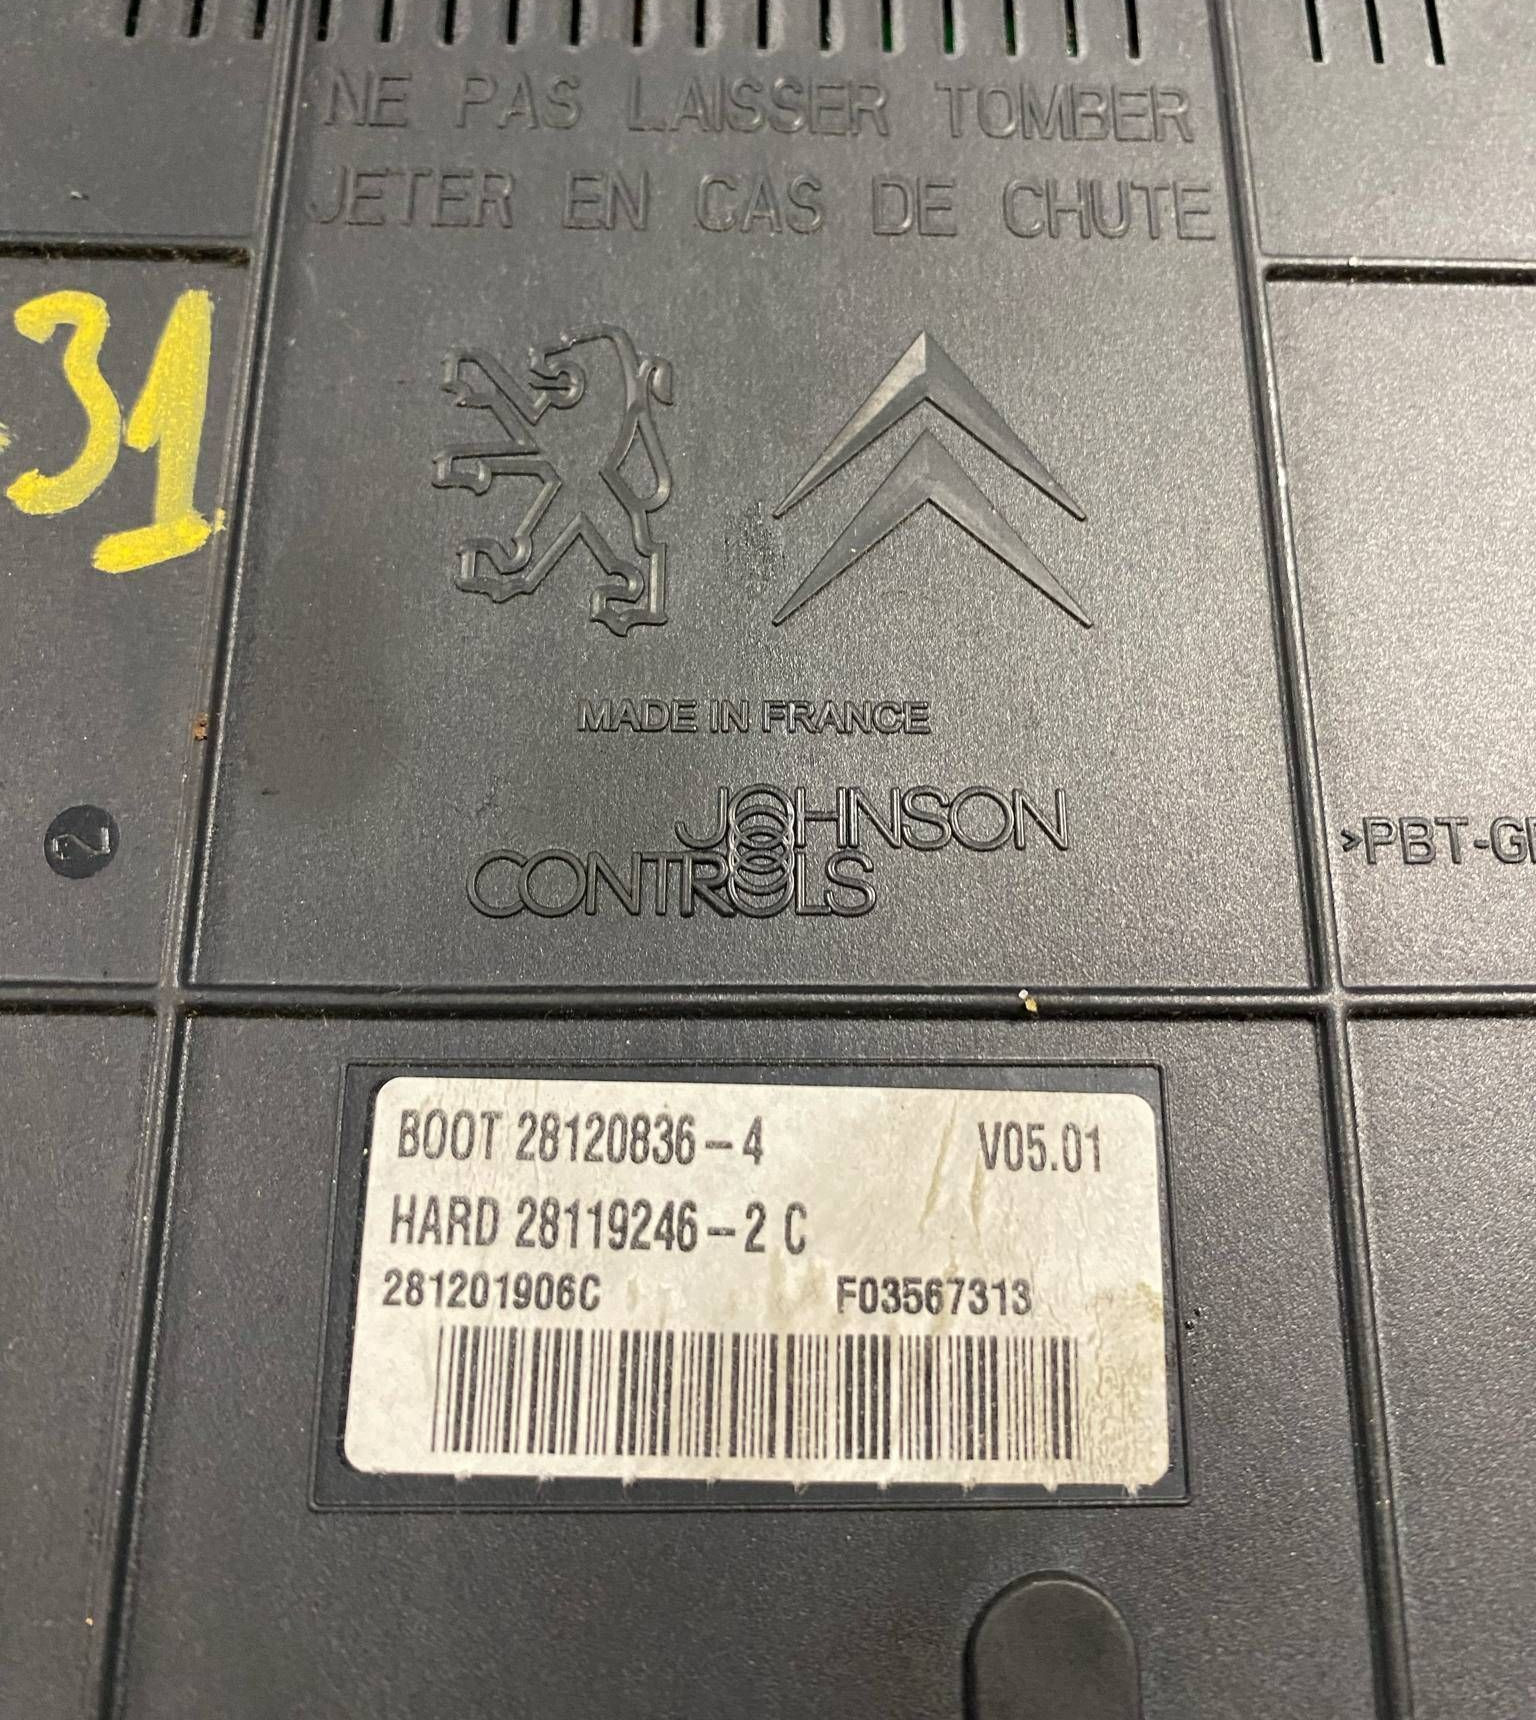 NE PAS LAISSER TOMBER
JETER EN CAS DE CHUTE
31
MADE IN FRANCE
JOHNSON
CONTROLS
2
>PBT-G
BOOT 28120836-4 V05.01
HARD 28119246-2 C
281201906C F03567313